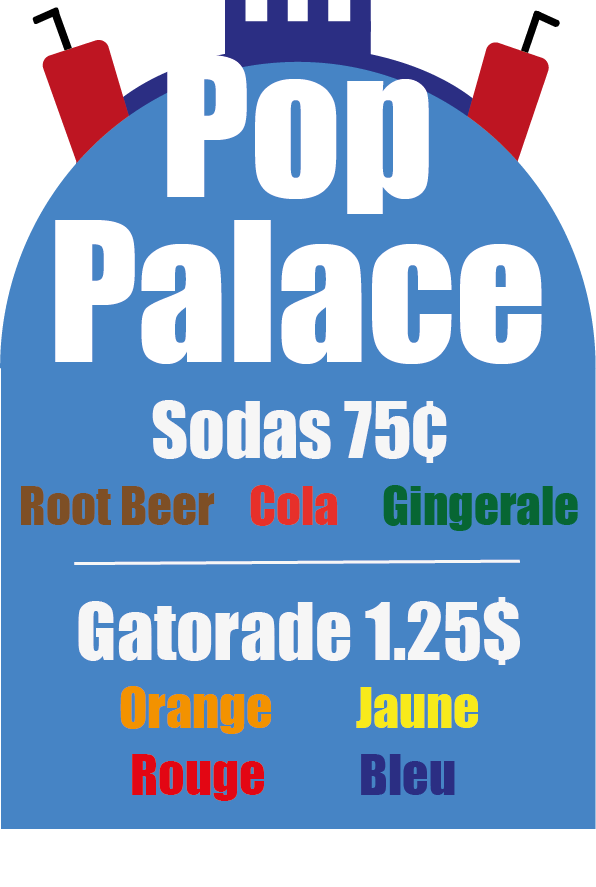 Pop
Palace
Sodas 75¢
Root Beer Cola Gingerale
Gatorade 1.25$
Orange Jaune
Rouge Bleu